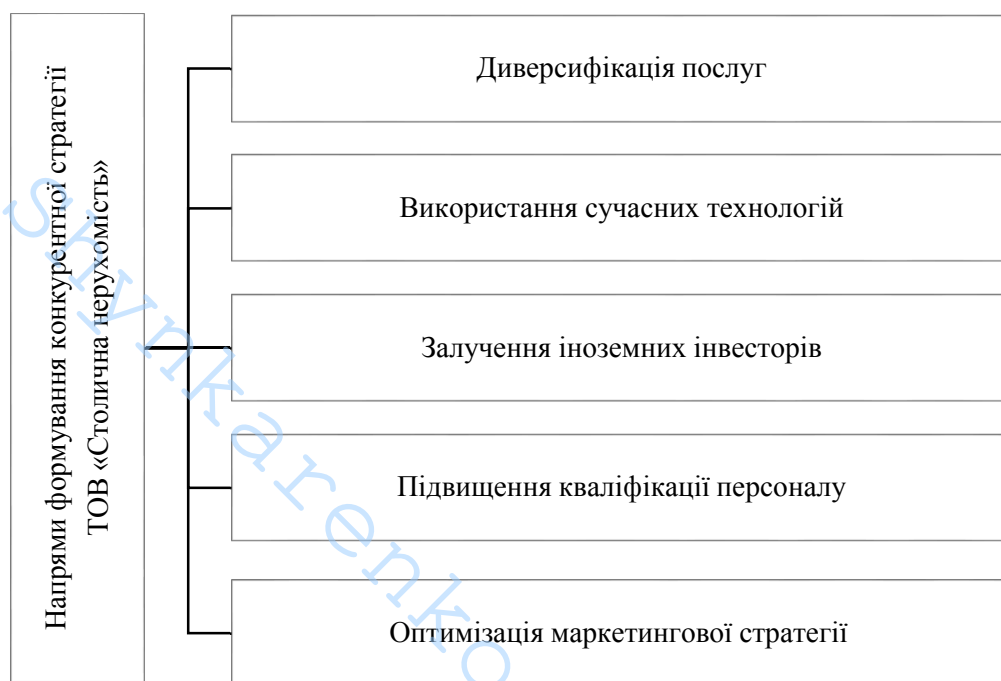 Напрями формування конкурентної стратегії
ТОВ «Столична нерухомість»
Диверсифікація послуг
Використання сучасних технологій
Залучення іноземних інвесторів
Підвищення кваліфікації персоналу
Оптимізація маркетингової стратегії
Shynkarenko